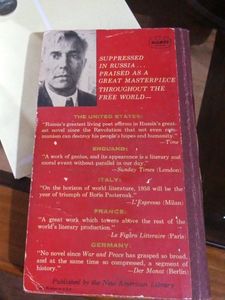 SIGNET
SUPPRESSED
IN RUSSIA...
PRAISED AS A
GREAT MASTERPIECE
THROUGHOUT THE
FREE WORLD—
THE UNITED STATES:
"Russia's greatest living poet affirms in Russia's great-
est novel since the Revolution that not even com-
munism can destroy his people's hopes and humanity."
—Time
ENGLAND:
"A work of genius, and its appearance is a literary and
moral event without parallel in our day."
—Sunday Times (London)
ITALY:
"On the horizon of world literature, 1958 will be the
year of triumph of Boris Pasternak."
—L'Espresso (Milan)
FRANCE:
"A great work which towers above the rest of the
world's literary production."
—Le Figaro Litteraire (Paris)
GERMANY:
"No novel since War and Peace has grasped so broad,
and at the same time so compressed, a segment of
history."
—Der Monat (Berlin)
Published by the New American Library